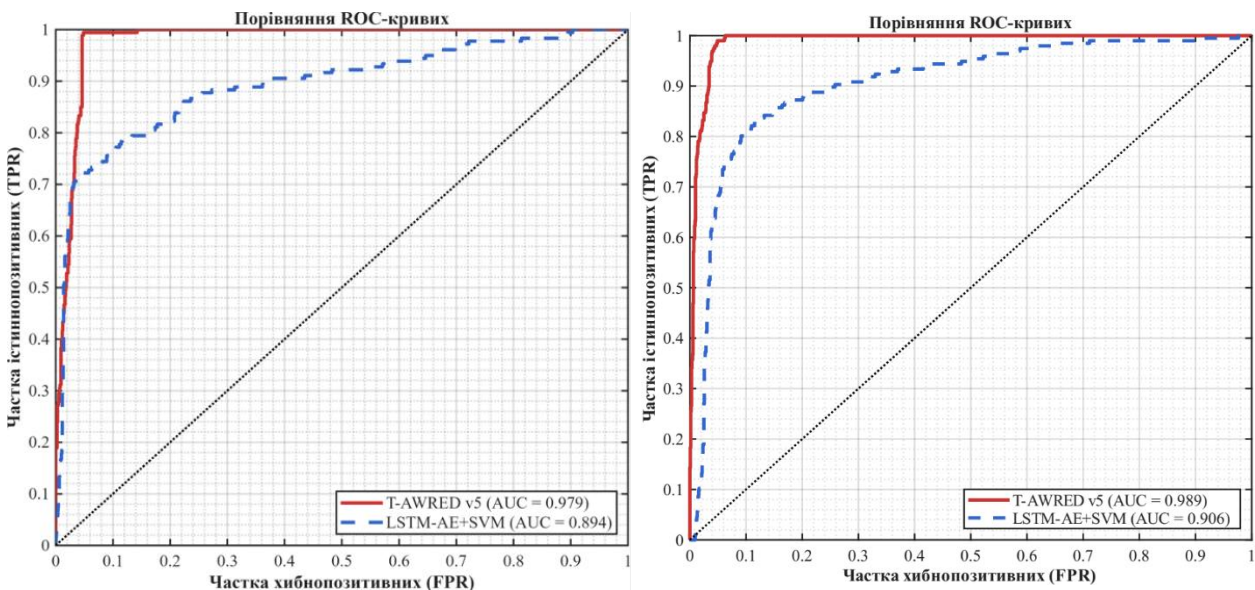 Порівняння ROC-кривих
1
0.9
0.8
0.7
0.6
0.5
0.4
0.3
0.2
0.1
0
Частка істиннопозитивних (TPR)
T-AWRED v5 (AUC = 0.979)
LSTM-AE+SVM (AUC = 0.894)
0 0.1 0.2 0.3 0.4 0.5 0.6 0.7 0.8 0.9 1
Частка хибнопозитивних (FPR)
Порівняння ROC-кривих
1
0.9
0.8
0.7
0.6
0.5
0.4
0.3
0.2
0.1
0
Частка істиннопозитивних (TPR)
T-AWRED v5 (AUC = 0.989)
LSTM-AE+SVM (AUC = 0.906)
0 0.1 0.2 0.3 0.4 0.5 0.6 0.7 0.8 0.9 1
Частка хибнопозитивних (FPR)